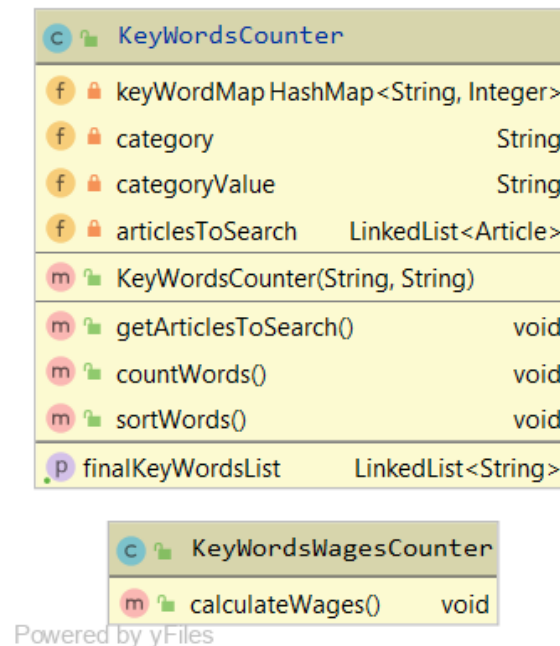 C KeyWordsCounter
f keyWordMap HashMap<String, Integer>
f category String
f categoryValue String
f articlesToSearch LinkedList<Article>
m KeyWordsCounter(String, String)
m getArticlesToSearch() void
m countWords() void
m sortWords() void
p finalKeyWordsList LinkedList<String>
C KeyWordsWagesCounter
m calculateWages() void
Powered by yFiles